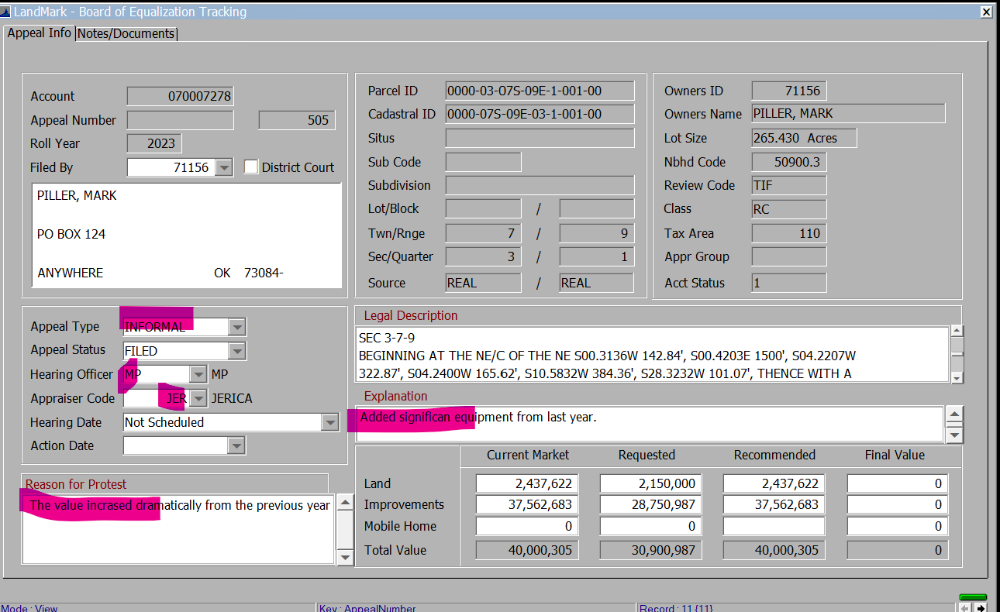 LandMark - Board of Equalization Tracking
Appeal Info Notes/Documents
Account 070007278
Appeal Number 505
Roll Year 2023
Filed By 71156 District Court
PILLER, MARK
PO BOX 124
ANYWHERE OK 73084-
Parcel ID 0000-03-07S-09E-1-001-00
Cadastral ID 0000-07S-09E-03-1-001-00
Situs
Sub Code
Subdivision
Lot/Block /
Twn/Rnge 7 / 9
Sec/Quarter 3 / 1
Source REAL / REAL
Owners ID 71156
Owners Name PILLER, MARK
Lot Size 265.430 Acres
Nbhd Code 50900.3
Review Code TIF
Class RC
Tax Area 110
Appr Group
Acct Status 1
Appeal Type INFORMAL
Appeal Status FILED
Hearing Officer MP MP
Appraiser Code JER JERICA
Hearing Date Not Scheduled
Action Date
Legal Description
SEC 3-7-9
BEGINNING AT THE NE/C OF THE NE S00.3136W 142.84', S00.4203E 1500', S04.2207W
322.87', S04.2400W 165.62', S10.5832W 384.36', S28.3232W 101.07', THENCE WITH A
Explanation
Added significan equipment from last year.
Reason for Protest
The value incrased dramatically from the previous year
Current Market Requested Recommended Final Value
Land 2,437,622 2,150,000 2,437,622 0
Improvements 37,562,683 28,750,987 37,562,683 0
Mobile Home 0 0 0
Total Value 40,000,305 30,900,987 40,000,305 0
Mode : View Key : AppealNumber Record : 11 {11}